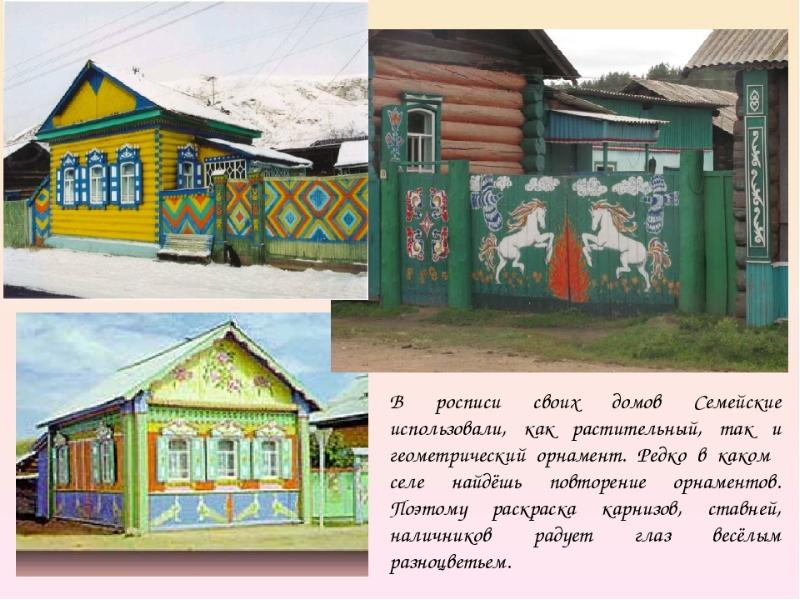 В росписи своих домов Семейские
использовали, как растительный, так и
геометрический орнамент. Редко в каком
селе найдёшь повторение орнаментов.
Поэтому раскраска карнизов, ставней,
наличников радует глаз весёлым
разноцветьем.